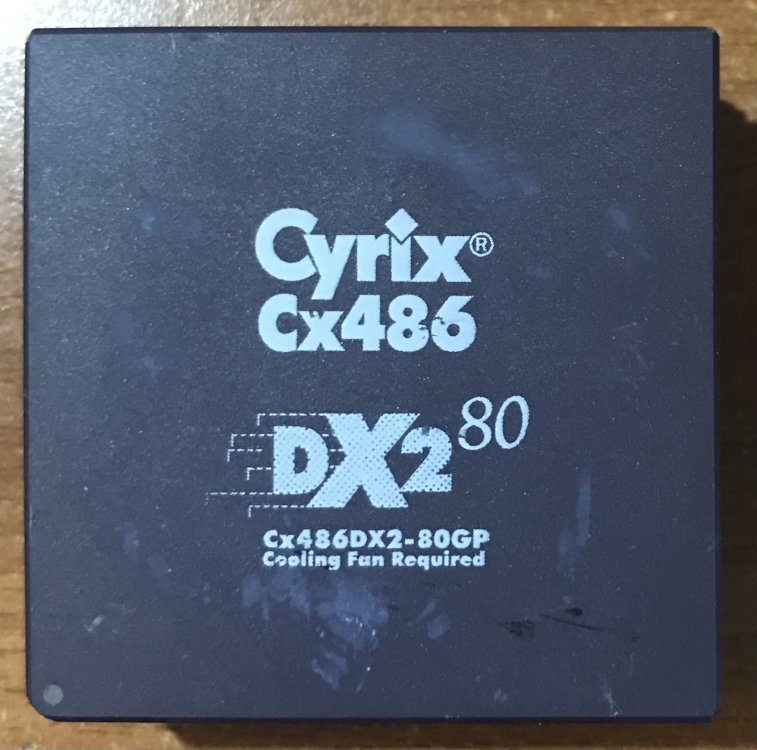 Cyrix®
Cx486
DX2 80
Cx486DX2-80GP
Cooling Fan Required